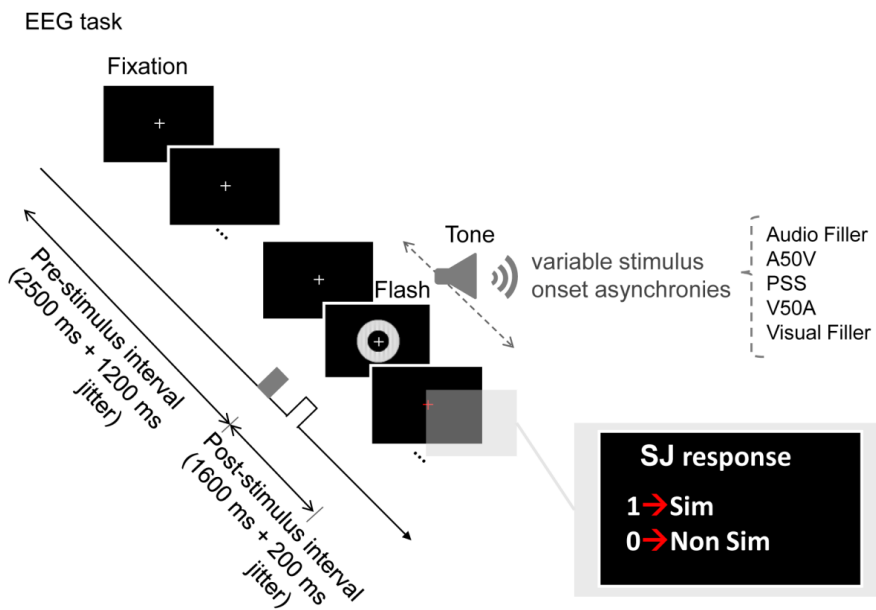 EEG task
Fixation
...
Tone
variable stimulus
onset asynchronies
Audio Filler
A50V
PSS
V50A
Visual Filler
Flash
...
Pre-stimulus interval
(2500 ms + 1200 ms
jitter)
Post-stimulus interval
(1600 ms + 200 ms
jitter)
SJ response
1→Sim
0→Non Sim